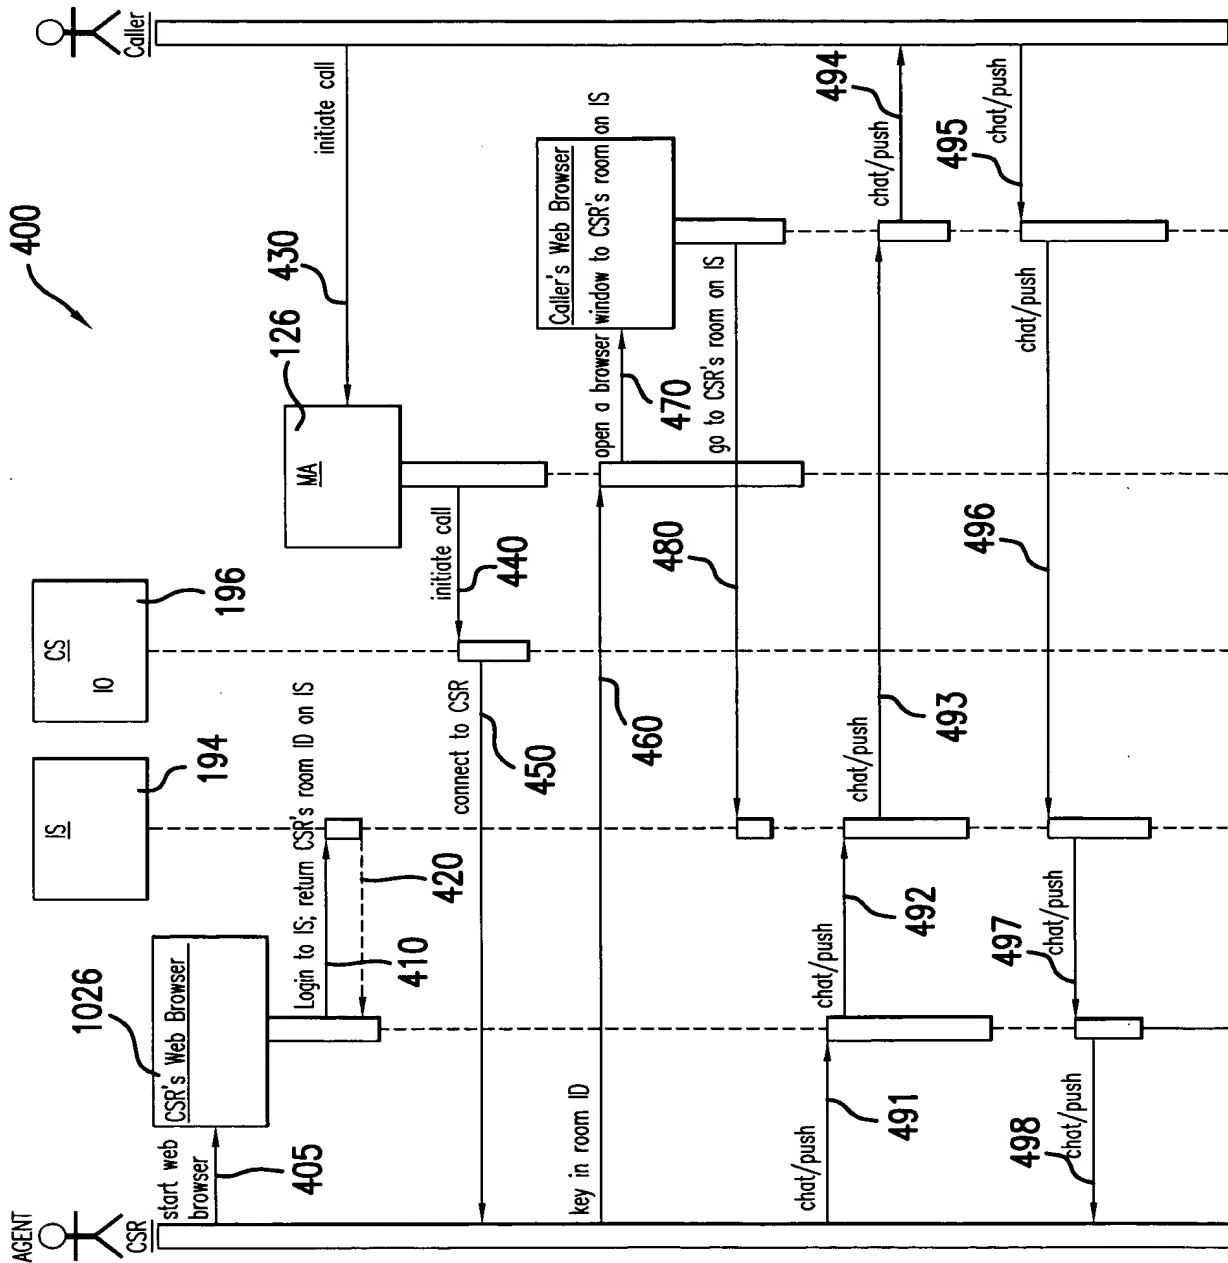 400
AGENT
CSR
Caller
1026
CSR's Web Browser
IS
194
CS
10
196
MA
126
Caller's Web Browser
start web
browser
405
Login to IS; return CSR's room ID on IS
410
420
initiate call
430
initiate call
440
connect to CSR
450
key in room ID
460
open a browser window to CSR's room on IS
470
go to CSR's room on IS
480
chat/push
491
chat/push
492
chat/push
493
chat/push
494
chat/push
495
chat/push
496
chat/push
497
chat/push
498